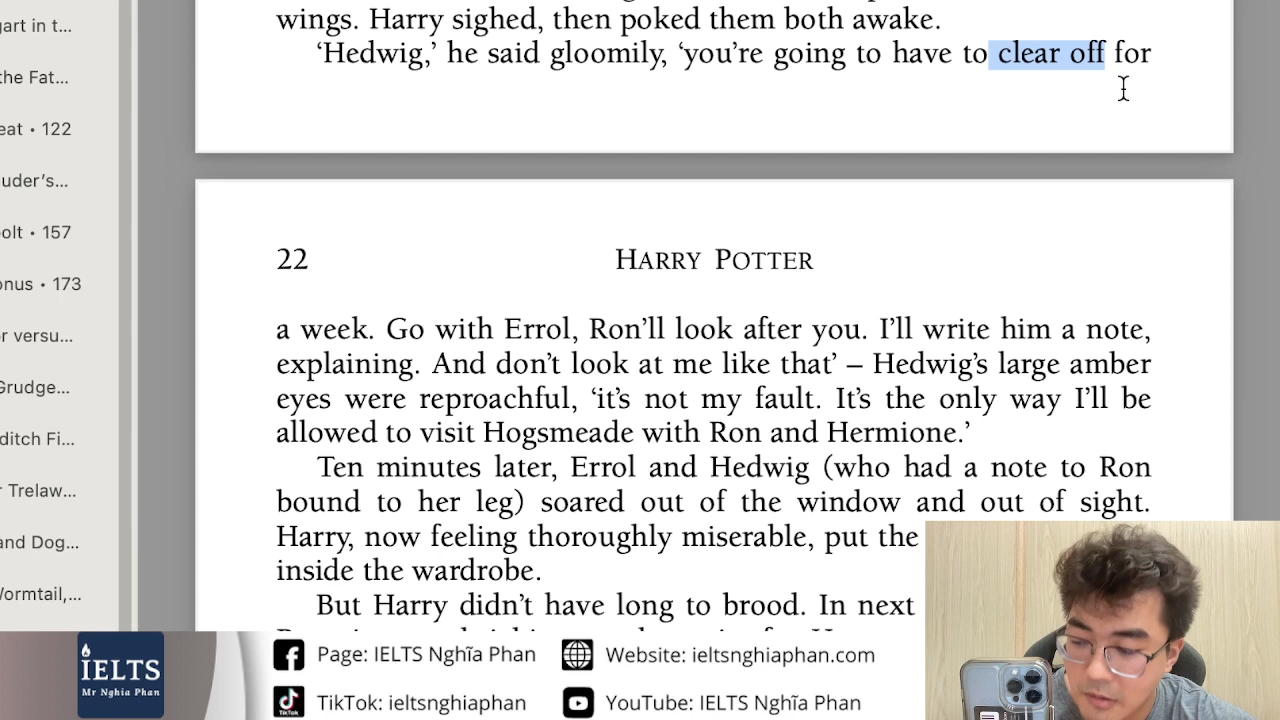 wings. Harry sighed, then poked them both awake.
‘Hedwig,’ he said gloomily, ‘you’re going to have to clear off for
22
HARRY POTTER
a week. Go with Errol, Ron’ll look after you. I’ll write him a note,
explaining. And don’t look at me like that’ – Hedwig’s large amber
eyes were reproachful, ‘it’s not my fault. It’s the only way I’ll be
allowed to visit Hogsmeade with Ron and Hermione.’
Ten minutes later, Errol and Hedwig (who had a note to Ron
bound to her leg) soared out of the window and out of sight.
Harry, now feeling thoroughly miserable, put the
inside the wardrobe.
But Harry didn’t have long to brood. In next
gart in t...
the Fat...
eat • 122
uder’s...
olt • 157
onus • 173
r versu...
Grudge...
ditch Fi...
r Trelaw...
and Dog...
Wormtail,...
IELTS
Mr Nghia Phan
Page: IELTS Nghĩa Phan
Website: ieltsnghiaphan.com
TikTok: ieltsnghiaphan
YouTube: IELTS Nghĩa Phan